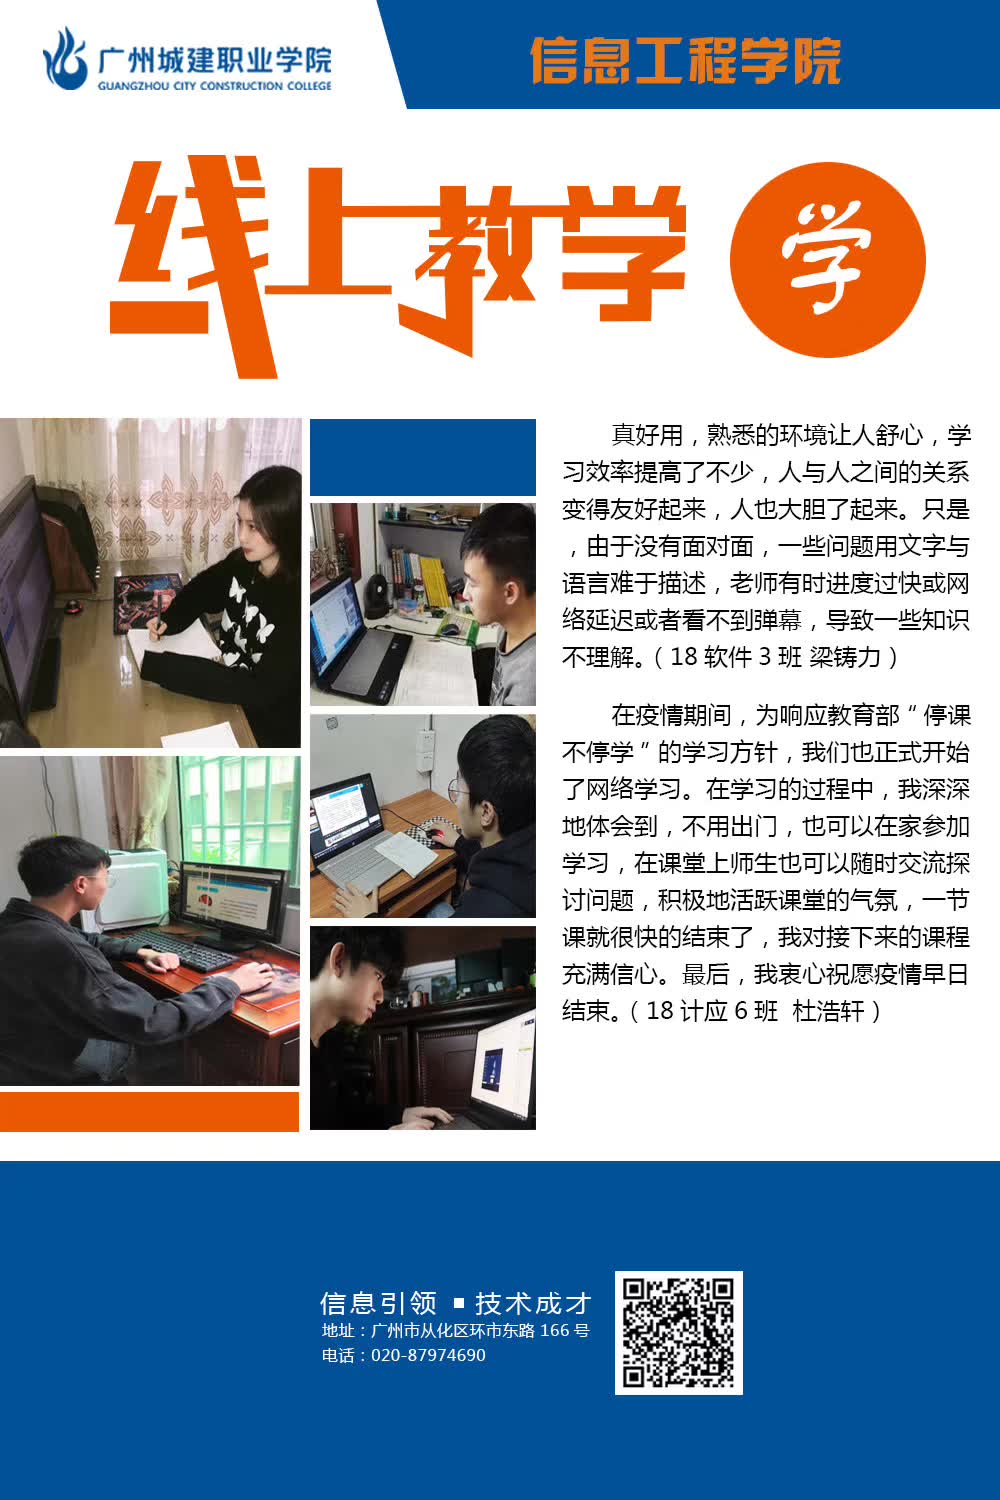 广州城建职业学院
GUANGZHOU CITY CONSTRUCTION COLLEGE
信息工程学院
线上教学
学
真好用，熟悉的环境让人舒心，学
习效率提高了不少，人与人之间的关系
变得友好起来，人也大胆了起来。只是
，由于没有面对面，一些问题用文字与
语言难于描述，老师有时进度过快或网
络延迟或者看不到弹幕，导致一些知识
不理解。（18 软件 3 班 梁铸力）
在疫情期间，为响应教育部“ 停课
不停学 ”的学习方针，我们也正式开始
了网络学习。在学习的过程中，我深深
地体会到，不用出门，也可以在家参加
学习，在课堂上师生也可以随时交流探
讨问题，积极地活跃课堂的气氛，一节
课就很快的结束了，我对接下来的课程
充满信心。最后，我衷心祝愿疫情早日
结束。（18 计应 6 班 杜浩轩）
信息引领 ▪ 技术成才
地址：广州市从化区环市东路 166 号
电话：020-87974690